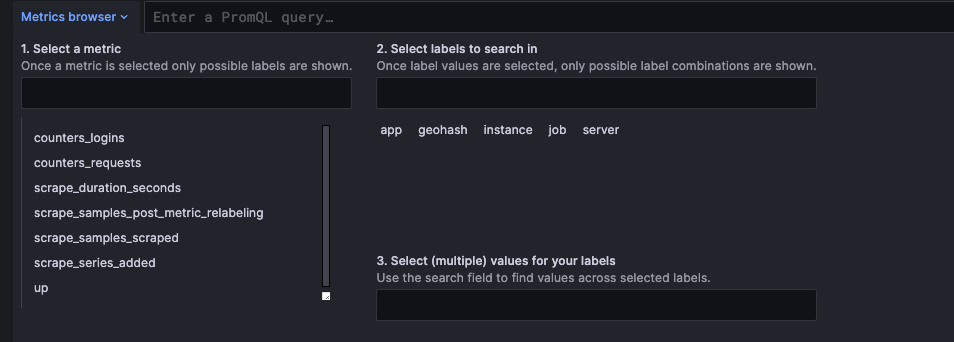 Metrics browser
Enter a PromQL query…
1. Select a metric
Once a metric is selected only possible labels are shown.
counters_logins
counters_requests
scrape_duration_seconds
scrape_samples_post_metric_relabeling
scrape_samples_scraped
scrape_series_added
up
2. Select labels to search in
Once label values are selected, only possible label combinations are shown.
app geohash instance job server
3. Select (multiple) values for your labels
Use the search field to find values across selected labels.